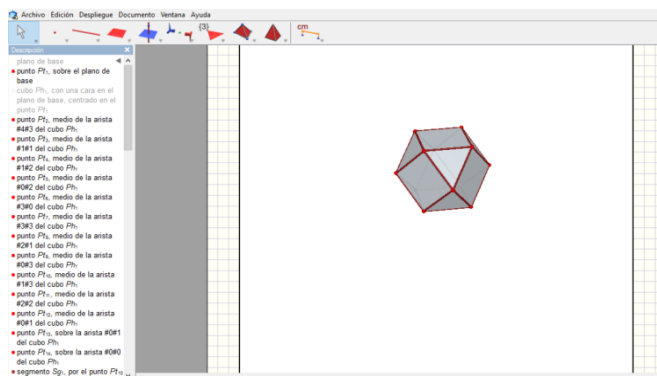 Archivo Edición Despliegue Documento Ventana Ayuda
{3}
cm
Descripción
plano de base
punto Pt₁, sobre el plano de
base
cubo Ph₁, con una cara en el
plano de base, centrado en el
punto Pt₁
punto Pt₂, medio de la arista
#4#3 del cubo Ph₁
punto Pt₃, medio de la arista
#1#1 del cubo Ph₁
punto Pt₄, medio de la arista
#1#2 del cubo Ph₁
punto Pt₅, medio de la arista
#0#2 del cubo Ph₁
punto Pt₆, medio de la arista
#3#0 del cubo Ph₁
punto Pt₇, medio de la arista
#3#3 del cubo Ph₁
punto Pt₈, medio de la arista
#2#1 del cubo Ph₁
punto Pt₉, medio de la arista
#0#3 del cubo Ph₁
punto Pt₁₀, medio de la arista
#1#3 del cubo Ph₁
punto Pt₁₁, medio de la arista
#2#2 del cubo Ph₁
punto Pt₁₂, medio de la arista
#0#1 del cubo Ph₁
punto Pt₁₃, sobre la arista #0#1
del cubo Ph₁
punto Pt₁₄, sobre la arista #0#0
del cubo Ph₁
segmento Sg₁, por el punto Pt₁₀